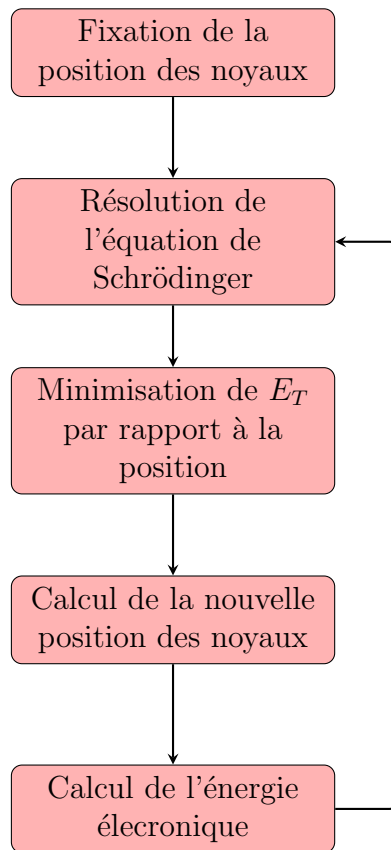 Fixation de la
position des noyaux
Résolution de
l'équation de
Schrödinger
Minimisation de E_T
par rapport à la
position
Calcul de la nouvelle
position des noyaux
Calcul de l'énergie
élecronique